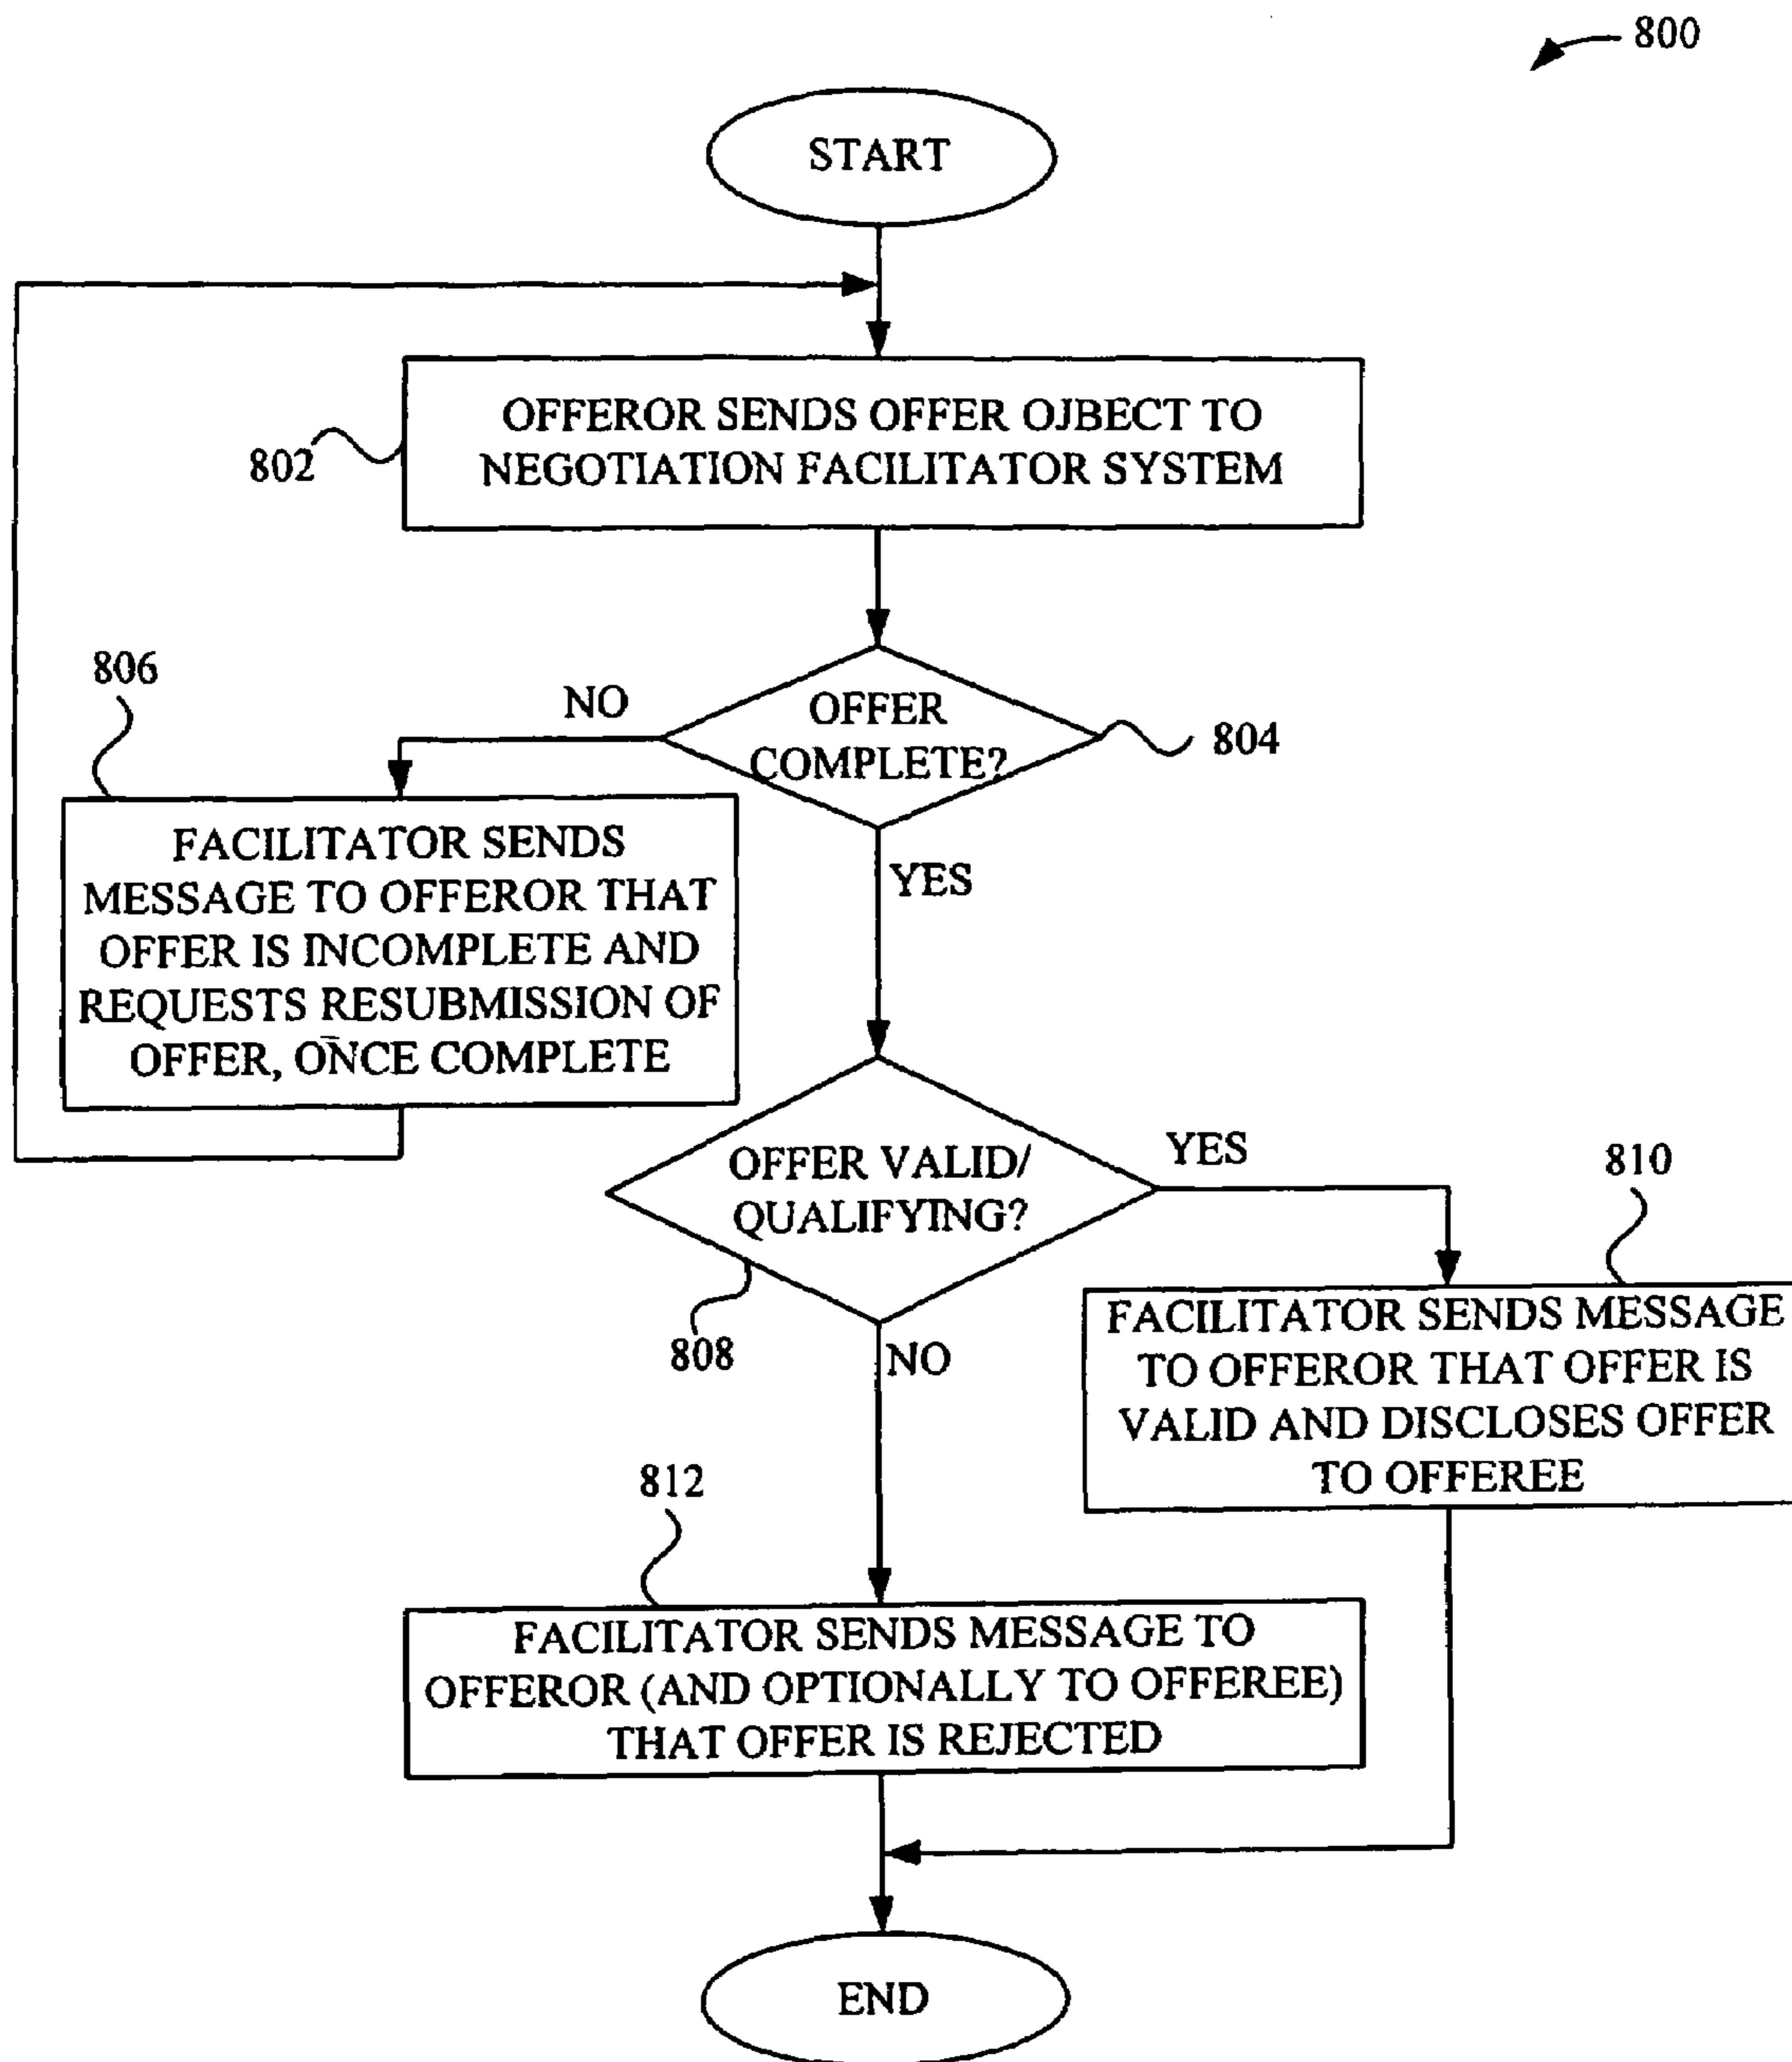 800
START
OFFEROR SENDS OFFER OJBECT TO
NEGOTIATION FACILITATOR SYSTEM
802
806
NO
OFFER
COMPLETE?
804
FACILITATOR SENDS
MESSAGE TO OFFEROR THAT
OFFER IS INCOMPLETE AND
REQUESTS RESUBMISSION OF
OFFER, ONCE COMPLETE
YES
OFFER VALID/
QUALIFYING?
YES
810
808
NO
FACILITATOR SENDS MESSAGE
TO OFFEROR THAT OFFER IS
VALID AND DISCLOSES OFFER
TO OFFEREE
812
FACILITATOR SENDS MESSAGE TO
OFFEROR (AND OPTIONALLY TO OFFEREE)
THAT OFFER IS REJECTED
END